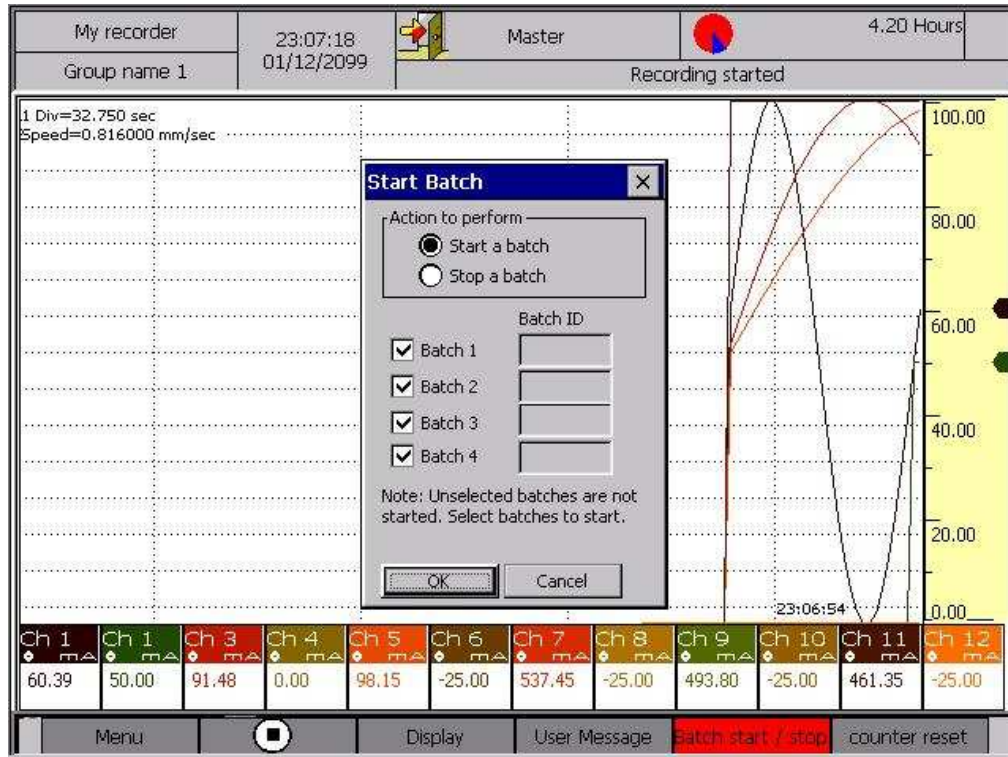 My recorder
Group name 1
23:07:18
01/12/2099
Master
4.20 Hours
Recording started
1 Div=32.750 sec
Speed=0.816000 mm/sec
100.00
80.00
60.00
40.00
20.00
0.00
23:06:54
Start Batch
Action to perform
Start a batch
Stop a batch
Batch ID
Batch 1
Batch 2
Batch 3
Batch 4
Note: Unselected batches are not
started. Select batches to start.
OK Cancel
Ch 1 Ch 1 Ch 3 Ch 4 Ch 5 Ch 6 Ch 7 Ch 8 Ch 9 Ch 10 Ch 11 Ch 12
mA mA mA mA mA mA mA mA mA mA mA mA
60.39 50.00 91.48 0.00 98.15 -25.00 537.45 -25.00 493.80 -25.00 461.35 -25.00
Menu Display User Message Batch start / stop counter reset